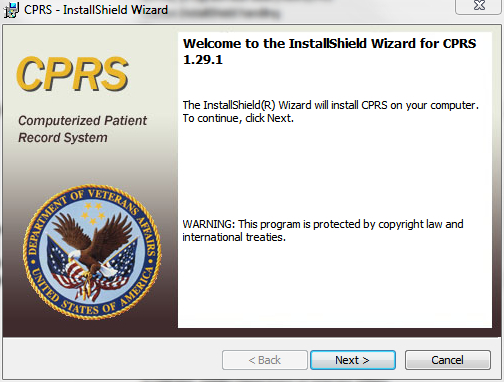 CPRS - InstallShield Wizard
CPRS
Computerized Patient
Record System
DEPARTMENT OF VETERANS AFFAIRS
UNITED STATES OF AMERICA
Welcome to the InstallShield Wizard for CPRS
1.29.1
The InstallShield(R) Wizard will install CPRS on your computer.
To continue, click Next.
WARNING: This program is protected by copyright law and
international treaties.
< Back
Next >
Cancel